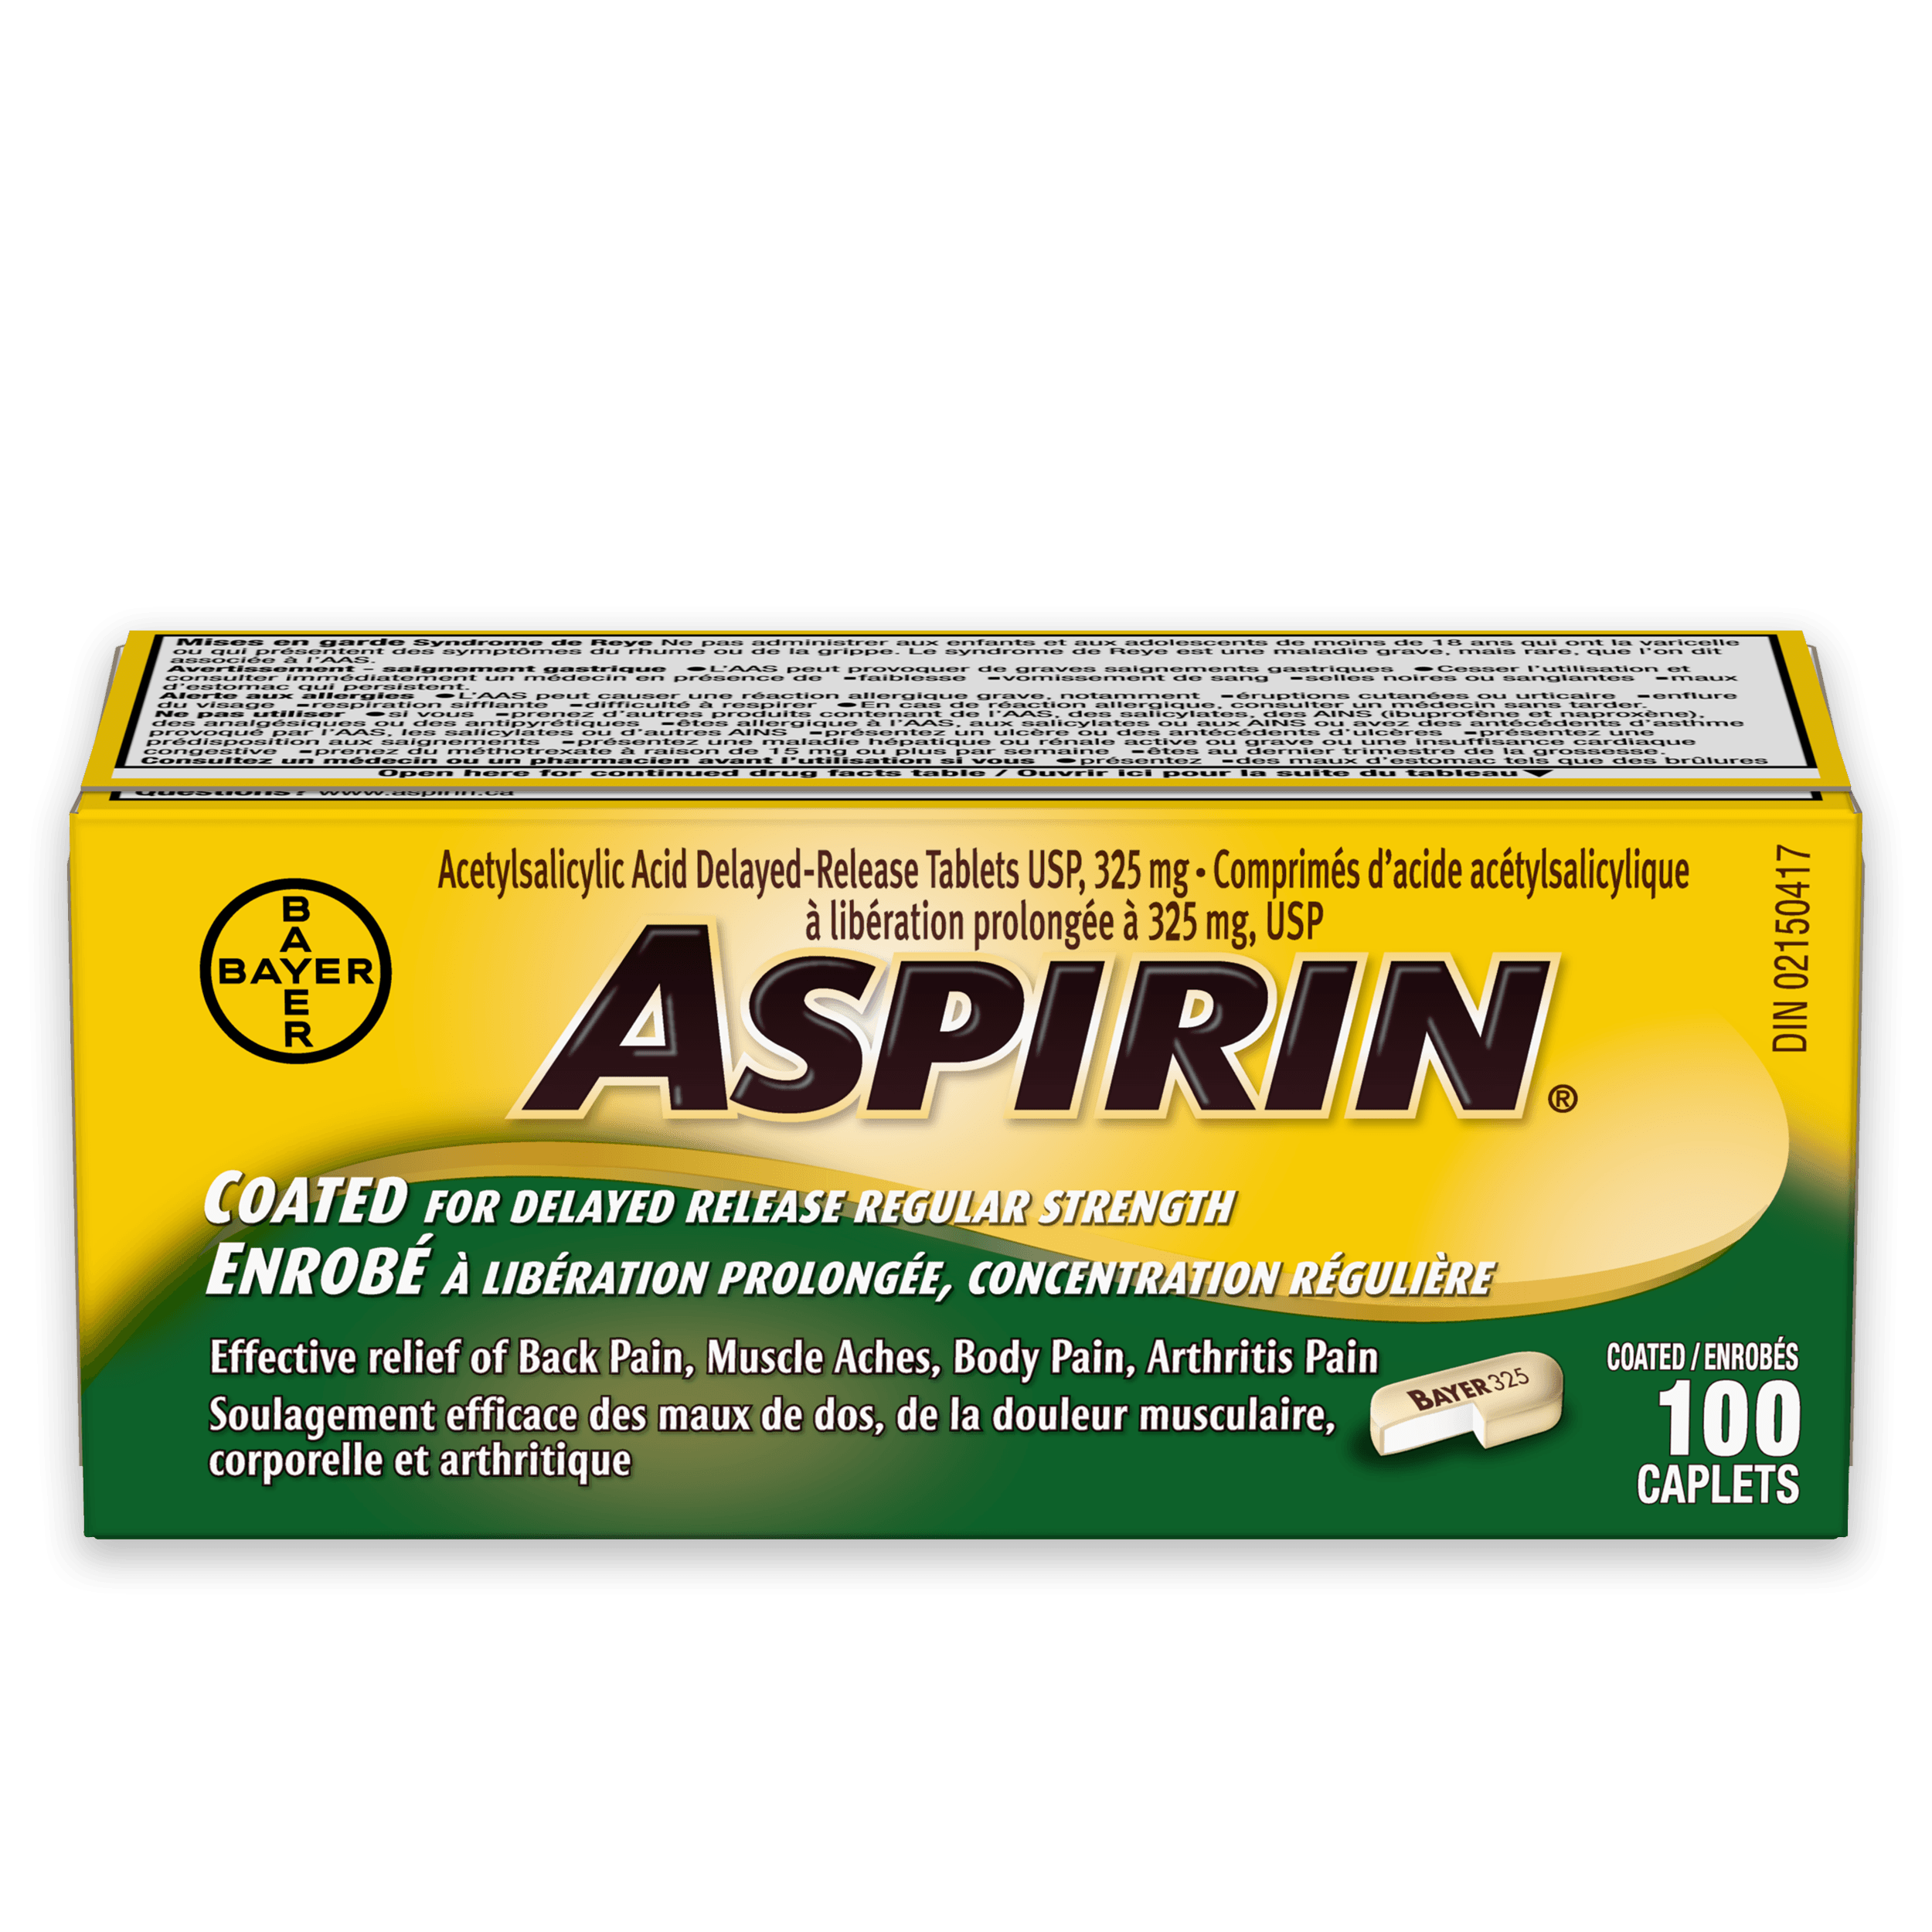 Mises en garde Syndrome de Reye Ne pas administrer aux enfants et aux adolescents de moins de 18 ans qui ont la varicelle
ou qui présentent des symptômes du rhume ou de la grippe. Le syndrome de Reye est une maladie grave, mais rare, que l'on dit
associée à l'AAS.
Avertissement – saignement gastrique ●L'AAS peut provoquer de graves saignements gastriques ●Cesser l'utilisation et
consulter immédiatement un médecin en présence de -faiblesse -vomissement de sang -selles noires ou sanglantes -maux
d'estomac qui persistent.
Alerte aux allergies ●L'AAS peut causer une réaction allergique grave, notamment -éruptions cutanées ou urticaire -enflure
du visage -respiration sifflante -difficulté à respirer ●En cas de réaction allergique, consulter un médecin sans tarder.
Ne pas utiliser ●si vous -prenez d'autres produits contenant de l'AAS, des salicylates, des AINS (ibuprofène et naproxène),
des analgésiques ou des antipyrétiques -êtes allergique à l'AAS, aux salicylates ou aux AINS ou avez des antécédents d'asthme
provoqué par l'AAS, les salicylates ou d'autres AINS -présentez un ulcère ou des antécédents d'ulcères -présentez une
prédisposition aux saignements -présentez une maladie hépatique ou rénale active ou grave ou une insuffisance cardiaque
congestive -prenez du méthotrexate à raison de 15 mg ou plus par semaine -êtes au dernier trimestre de la grossesse.
Consultez un médecin ou un pharmacien avant l'utilisation si vous ●présentez -des maux d'estomac tels que des brûlures
Open here for continued drug facts table / Ouvrir ici pour la suite du tableau
Questions? www.aspirin.ca
Acetylsalicylic Acid Delayed-Release Tablets USP, 325 mg • Comprimés d'acide acétylsalicylique
à libération prolongée à 325 mg, USP
BAYER
BAYER
ASPIRIN®
DIN 02150417
COATED FOR DELAYED RELEASE REGULAR STRENGTH
ENROBÉ À LIBÉRATION PROLONGÉE, CONCENTRATION RÉGULIÈRE
Effective relief of Back Pain, Muscle Aches, Body Pain, Arthritis Pain
Soulagement efficace des maux de dos, de la douleur musculaire,
corporelle et arthritique
BAYER 325
COATED / ENROBÉS
100
CAPLETS